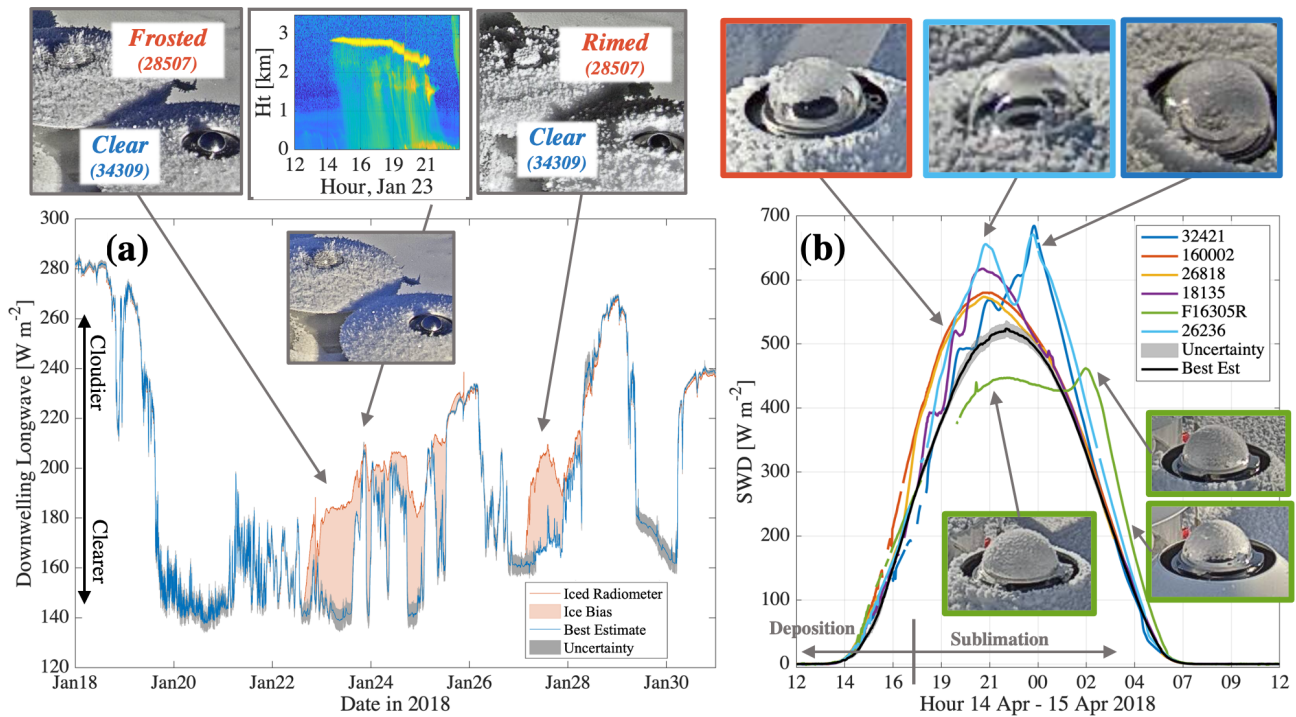 Frosted
(28507)
Clear
(34309)
Ht [km]
3
2
1
0
12 14 16 19 21
Hour, Jan 23
Rimed
(28507)
Clear
(34309)
(a)
Downwelling Longwave [W m⁻²]
300
280
260
240
220
200
180
160
140
120
Cloudier
Clearer
Iced Radiometer
Ice Bias
Best Estimate
Uncertainty
Jan18 Jan20 Jan22 Jan24 Jan26 Jan28 Jan30
Date in 2018
(b)
SWD [W m⁻²]
700
600
500
400
300
200
100
0
32421
160002
26818
18135
F16305R
26236
Uncertainty
Best Est
Deposition
Sublimation
12 14 16 19 21 00 02 04 07 09 12
Hour 14 Apr - 15 Apr 2018